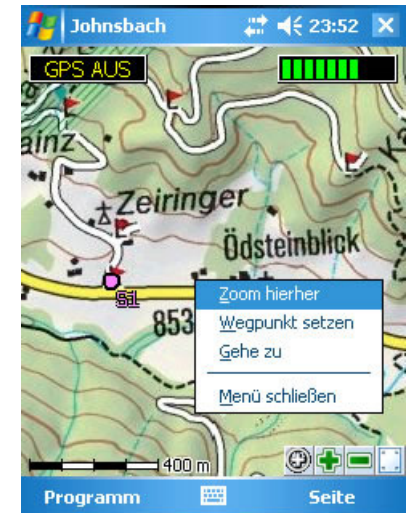 Johnsbach 23:52
GPS AUS
ainz
Zeiringer
Ödsteinblick
S1
853
Zoom hierher
Wegpunkt setzen
Gehe zu
Menü schließen
400 m
Programm Seite